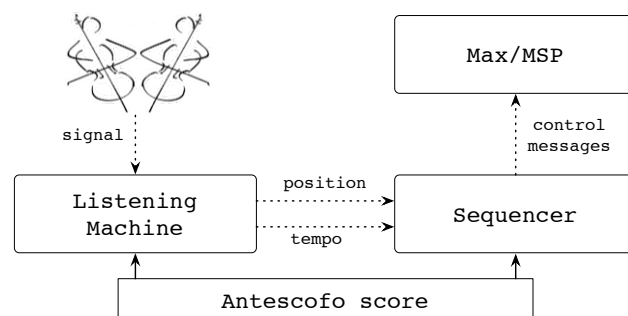 Max/MSP
signal
control
messages
Listening
Machine
position
tempo
Sequencer
Antescofo score